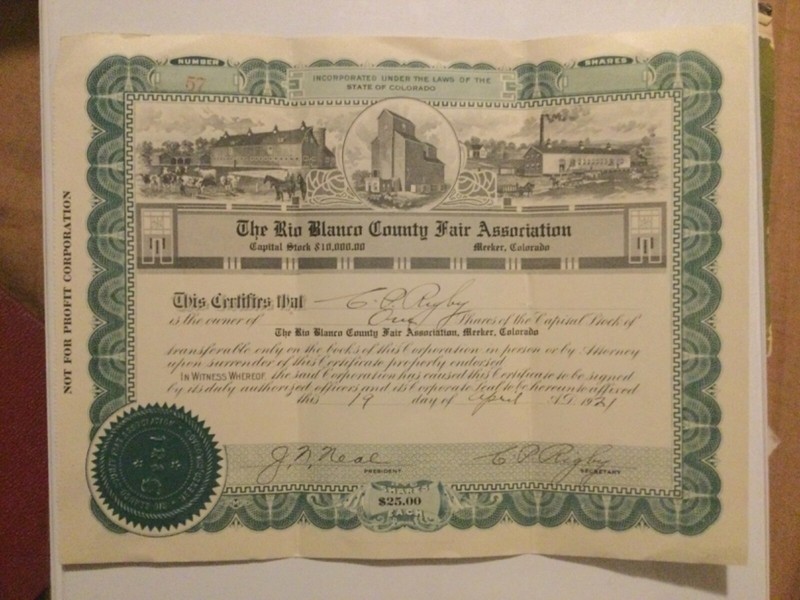 NUMBER
57
SHARES
INCORPORATED UNDER THE LAWS OF THE
STATE OF COLORADO
NOT FOR PROFIT CORPORATION
The Rio Blanco County Fair Association
Capital Stock $10,000.00 Meeker, Colorado
This Certifies that C. P. Rigby
is the owner of One Shares of the Capital Stock of
The Rio Blanco County Fair Association, Meeker, Colorado
transferable only on the books of this Corporation in person or by Attorney
upon surrender of this Certificate properly endorsed.
IN WITNESS WHEREOF, the said Corporation has caused this Certificate to be signed
by its duly authorized officers and its Corporate Seal to be hereunto affixed
this 19 day of April A.D. 1921
J. N. Neal C. P. Rigby
PRESIDENT SECRETARY
SHARES
$25.00
EACH